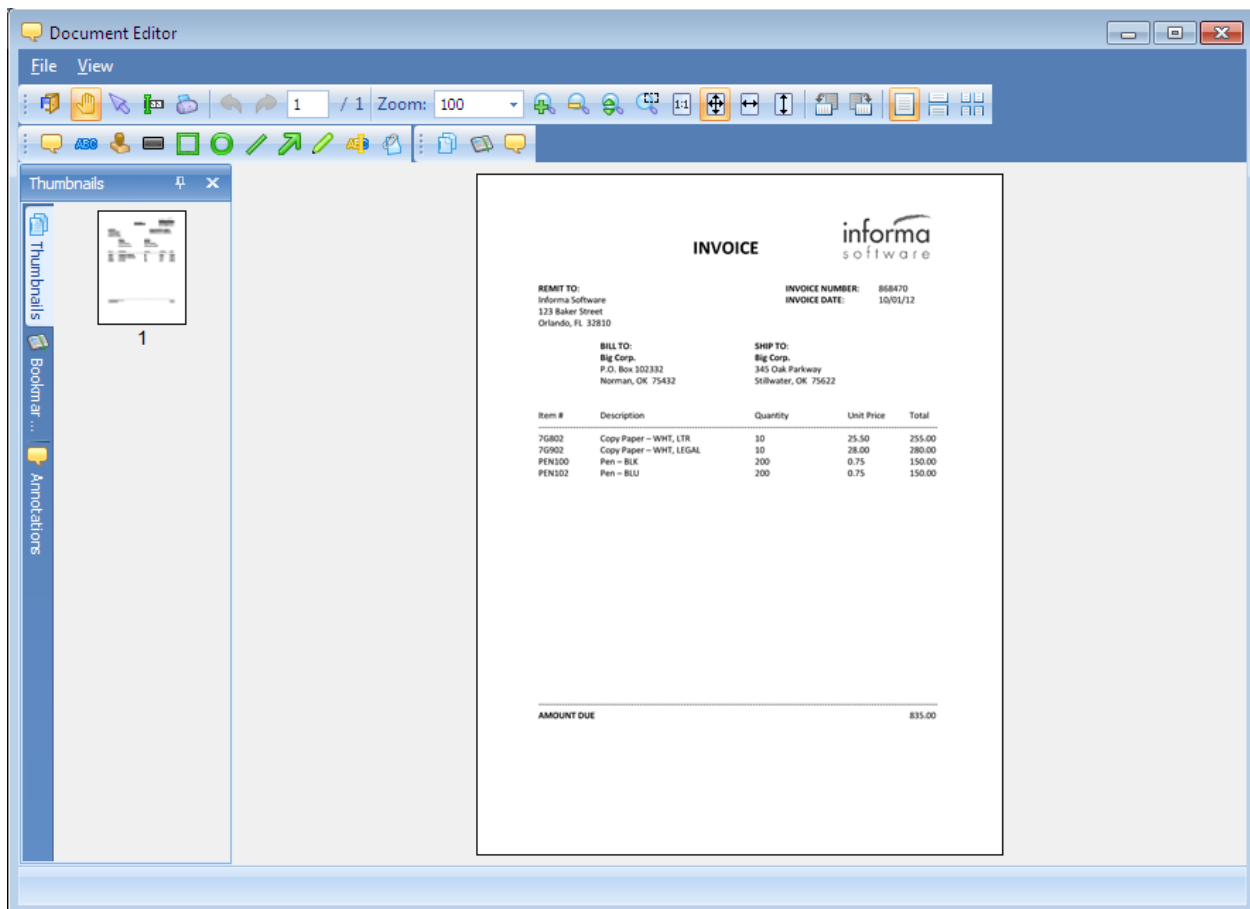 Document Editor
File View
1 / 1 Zoom: 100 1:1
ABC
Thumbnails
Thumbnails
Bookmar ...
Annotations
1
informa
software
INVOICE
REMIT TO: INVOICE NUMBER: 868470
Informa Software INVOICE DATE: 10/01/12
123 Baker Street
Orlando, FL 32810
BILL TO: SHIP TO:
Big Corp. Big Corp.
P.O. Box 102332 345 Oak Parkway
Norman, OK 75432 Stillwater, OK 75622
Item # Description Quantity Unit Price Total
7G802 Copy Paper – WHT, LTR 10 25.50 255.00
7G902 Copy Paper – WHT, LEGAL 10 28.00 280.00
PEN100 Pen – BLK 200 0.75 150.00
PEN102 Pen – BLU 200 0.75 150.00
AMOUNT DUE 835.00